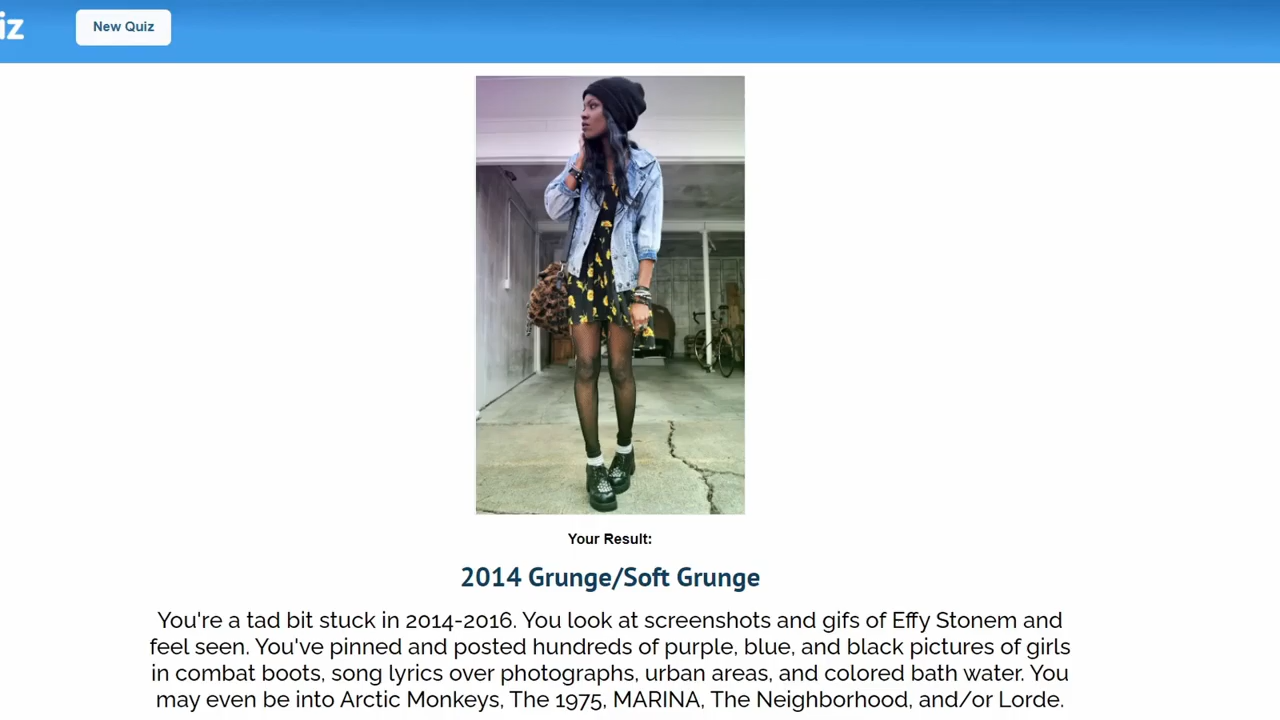 iz
New Quiz
Your Result:
2014 Grunge/Soft Grunge
You're a tad bit stuck in 2014-2016. You look at screenshots and gifs of Effy Stonem and
feel seen. You've pinned and posted hundreds of purple, blue, and black pictures of girls
in combat boots, song lyrics over photographs, urban areas, and colored bath water. You
may even be into Arctic Monkeys, The 1975, MARINA, The Neighborhood, and/or Lorde.